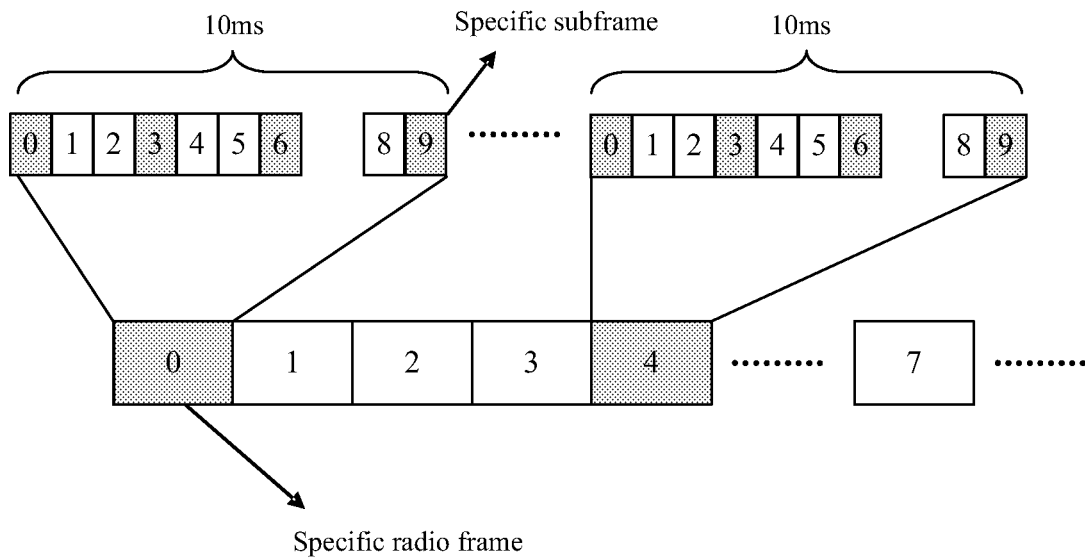 10ms Specific subframe 10ms
0 1 2 3 4 5 6 8 9 ......... 0 1 2 3 4 5 6 8 9
0 1 2 3 4 ......... 7 .........
Specific radio frame